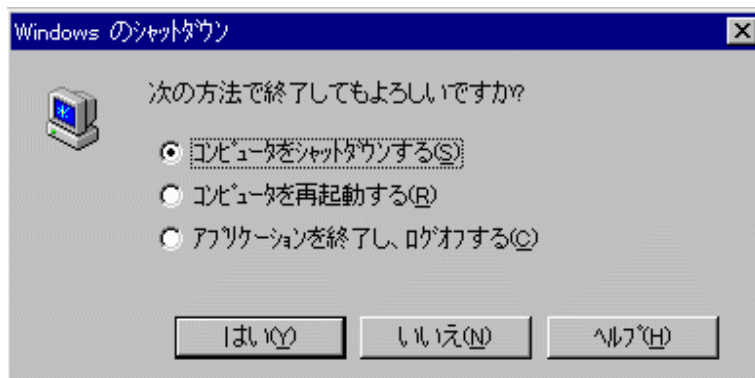 Windows のｼｬｯﾄﾀﾞｳﾝ
次の方法で終了してもよろしいですか?
ｺﾝﾋﾟｭｰﾀをｼｬｯﾄﾀﾞｳﾝする(S)
ｺﾝﾋﾟｭｰﾀを再起動する(R)
アプリケーションを終了し、ﾛｸﾞｵﾌする(C)
はい(Y)
いいえ(N)
ﾍﾙﾌﾟ(H)